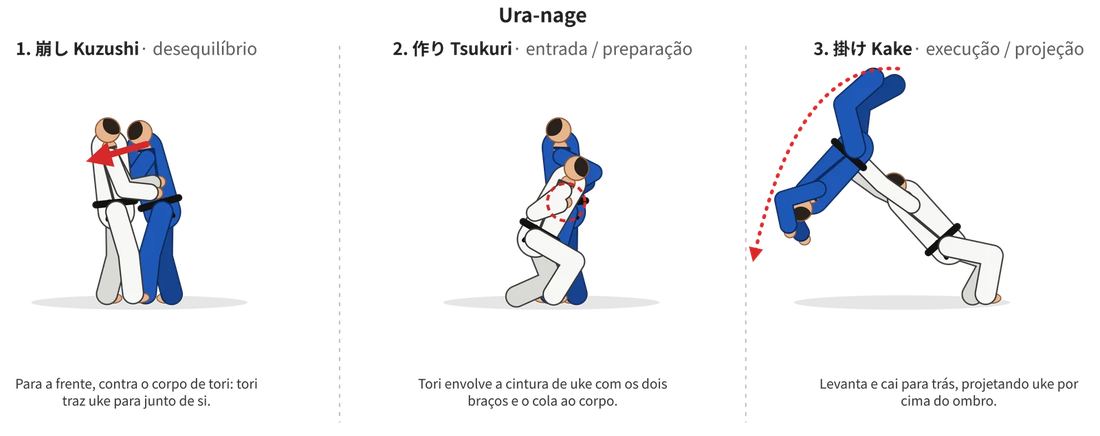 Ura-nage
1. 崩し Kuzushi · desequilíbrio
2. 作り Tsukuri · entrada / preparação
3. 掛け Kake · execução / projeção
Para a frente, contra o corpo de tori: tori
traz uke para junto de si.
Tori envolve a cintura de uke com os dois
braços e o cola ao corpo.
Levanta e cai para trás, projetando uke por
cima do ombro.